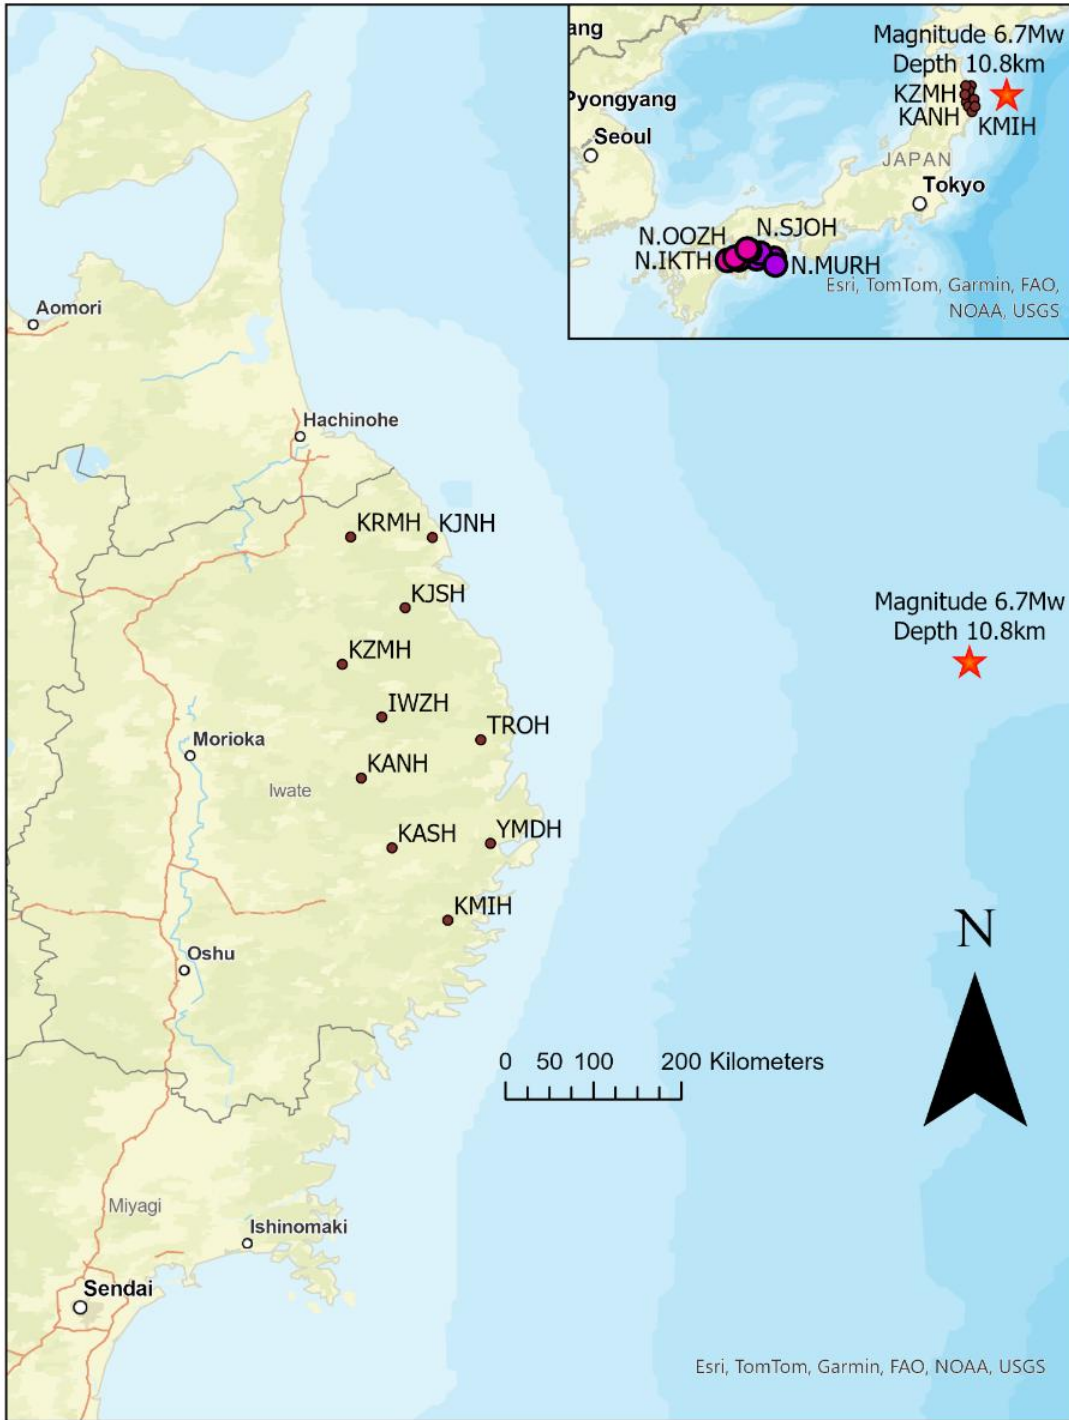 ang
Pyongyang
Seoul
Magnitude 6.7Mw
Depth 10.8km
KZMH
KANH
KMIH
JAPAN
Tokyo
N.OOZH
N.SJOH
N.IKTH
N.MURH
Esri, TomTom, Garmin, FAO,
NOAA, USGS
Aomori
Hachinohe
KRMH
KJNH
KJSH
Magnitude 6.7Mw
Depth 10.8km
KZMH
IWZH
TROH
Morioka
KANH
Iwate
KASH
YMDH
KMIH
N
Oshu
0 50 100 200 Kilometers
Miyagi
Ishinomaki
Sendai
Esri, TomTom, Garmin, FAO, NOAA, USGS